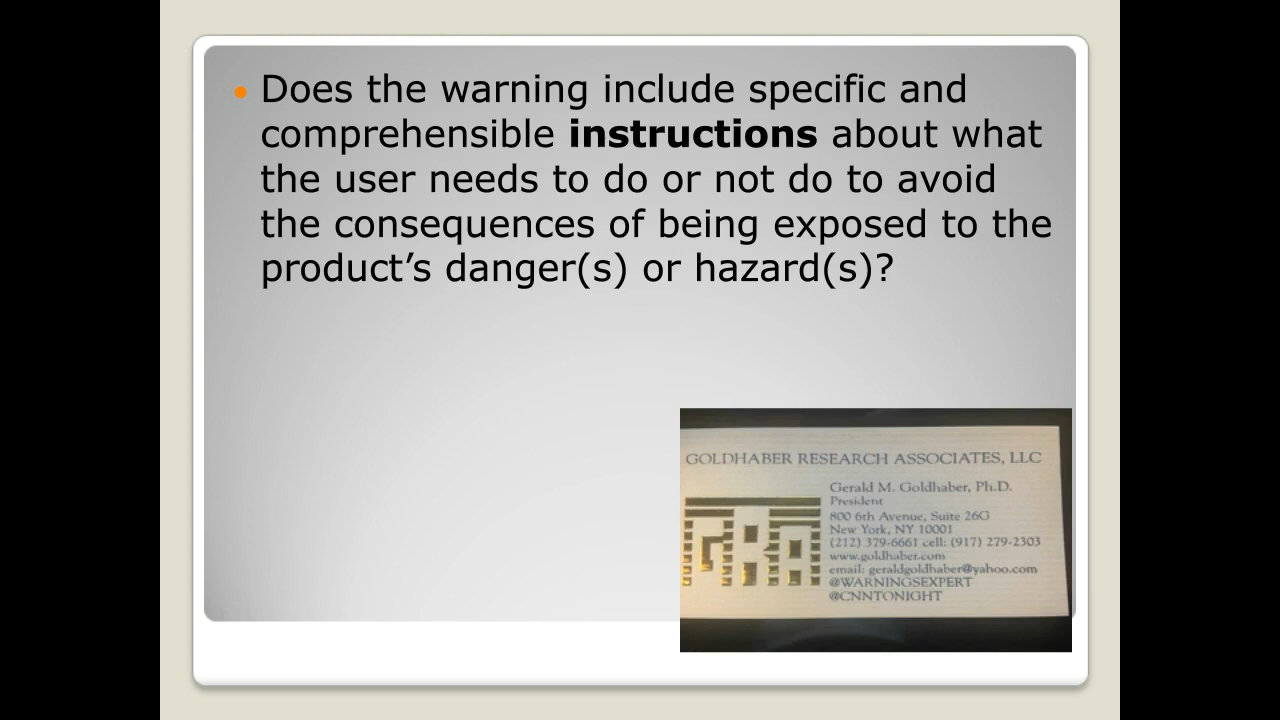 Does the warning include specific and
comprehensible instructions about what
the user needs to do or not do to avoid
the consequences of being exposed to the
product’s danger(s) or hazard(s)?
GOLDHABER RESEARCH ASSOCIATES, LLC
GRA
Gerald M. Goldhaber, Ph.D.
President
800 6th Avenue, Suite 26G
New York, NY 10001
(212) 379-6661 cell: (917) 279-2303
www.goldhaber.com
email: geraldgoldhaber@yahoo.com
@WARNINGSEXPERT
@CNNTONIGHT